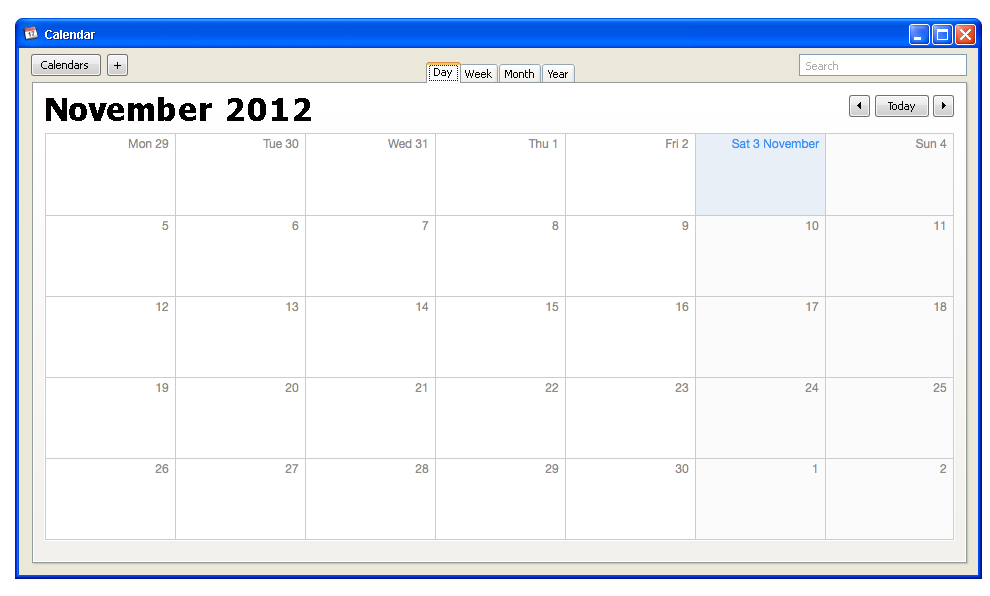 Calendar
Calendars + Day Week Month Year Search
November 2012 Today
Mon 29 Tue 30 Wed 31 Thu 1 Fri 2 Sat 3 November Sun 4
5 6 7 8 9 10 11
12 13 14 15 16 17 18
19 20 21 22 23 24 25
26 27 28 29 30 1 2